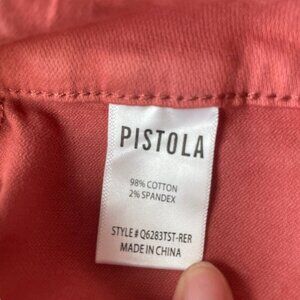 PISTOLA
98% COTTON
2% SPANDEX
STYLE # Q6283TST-RER
MADE IN CHINA